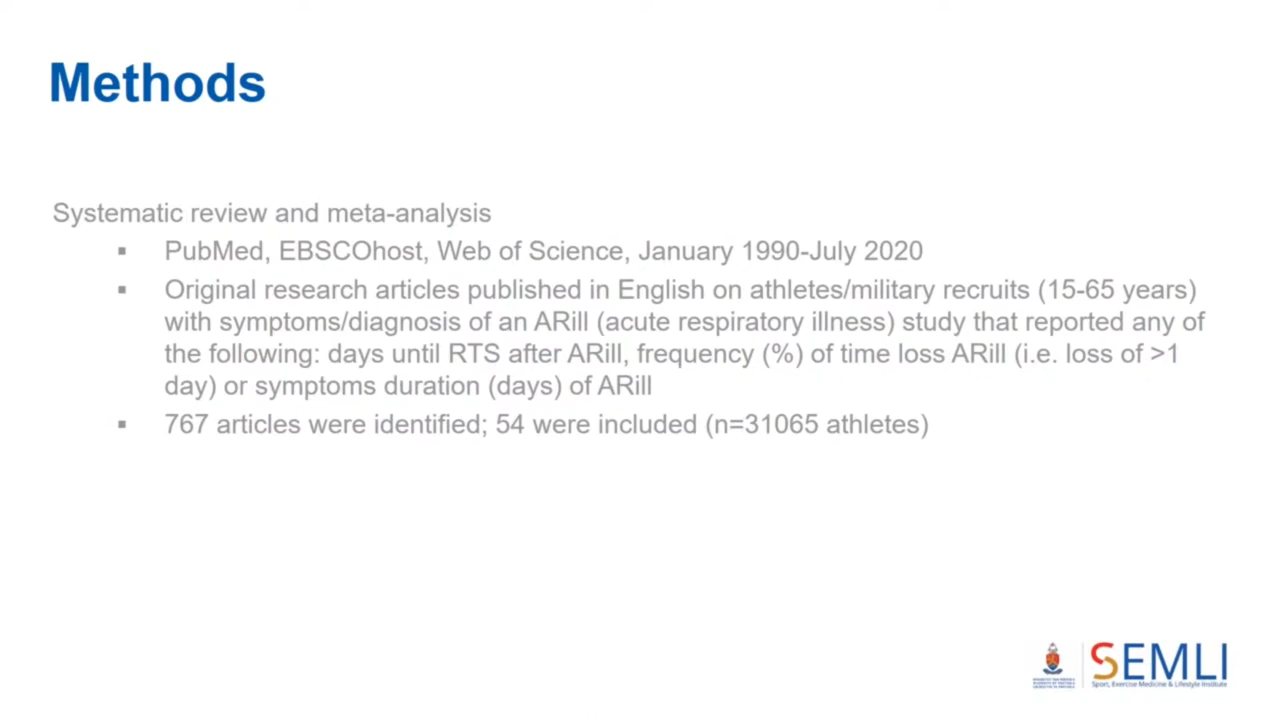 Methods
Systematic review and meta-analysis
▪ PubMed, EBSCOhost, Web of Science, January 1990-July 2020
▪ Original research articles published in English on athletes/military recruits (15-65 years)
with symptoms/diagnosis of an ARill (acute respiratory illness) study that reported any of
the following: days until RTS after ARill, frequency (%) of time loss ARill (i.e. loss of >1
day) or symptoms duration (days) of ARill
▪ 767 articles were identified; 54 were included (n=31065 athletes)
SEMLI
Sport, Exercise Medicine & Lifestyle Institute